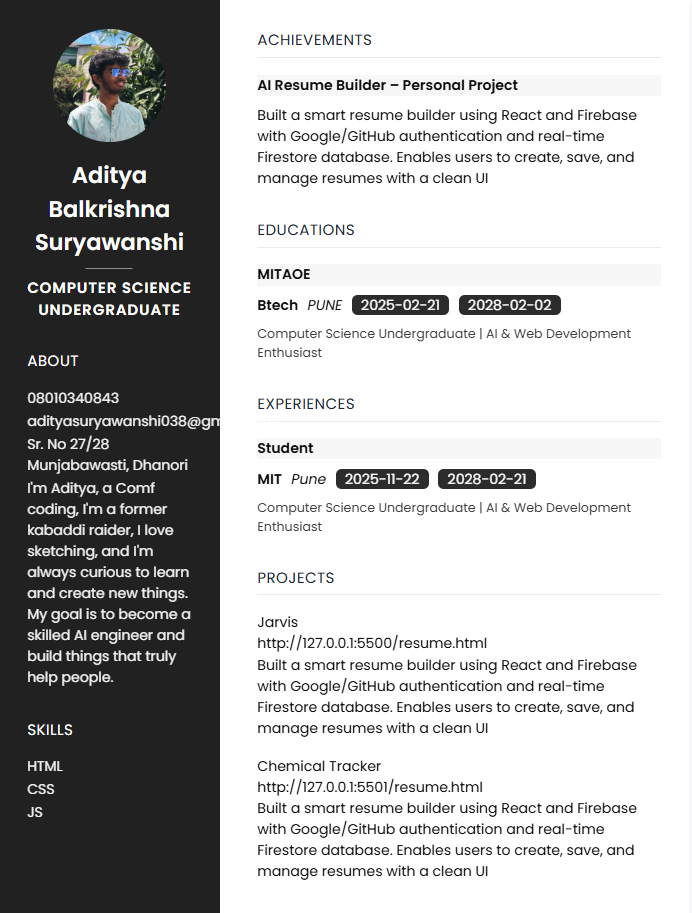 Aditya
Balkrishna
Suryawanshi
COMPUTER SCIENCE
UNDERGRADUATE
ABOUT
08010340843
adityasuryawanshi038@gm
Sr. No 27/28
Munjabawasti, Dhanori
I'm Aditya, a Comf
coding, I'm a former
kabaddi raider, I love
sketching, and I'm
always curious to learn
and create new things.
My goal is to become a
skilled AI engineer and
build things that truly
help people.
SKILLS
HTML
CSS
JS
ACHIEVEMENTS
AI Resume Builder – Personal Project
Built a smart resume builder using React and Firebase
with Google/GitHub authentication and real-time
Firestore database. Enables users to create, save, and
manage resumes with a clean UI
EDUCATIONS
MITAOE
Btech PUNE 2025-02-21 2028-02-02
Computer Science Undergraduate | AI & Web Development
Enthusiast
EXPERIENCES
Student
MIT Pune 2025-11-22 2028-02-21
Computer Science Undergraduate | AI & Web Development
Enthusiast
PROJECTS
Jarvis
http://127.0.0.1:5500/resume.html
Built a smart resume builder using React and Firebase
with Google/GitHub authentication and real-time
Firestore database. Enables users to create, save, and
manage resumes with a clean UI
Chemical Tracker
http://127.0.0.1:5501/resume.html
Built a smart resume builder using React and Firebase
with Google/GitHub authentication and real-time
Firestore database. Enables users to create, save, and
manage resumes with a clean UI